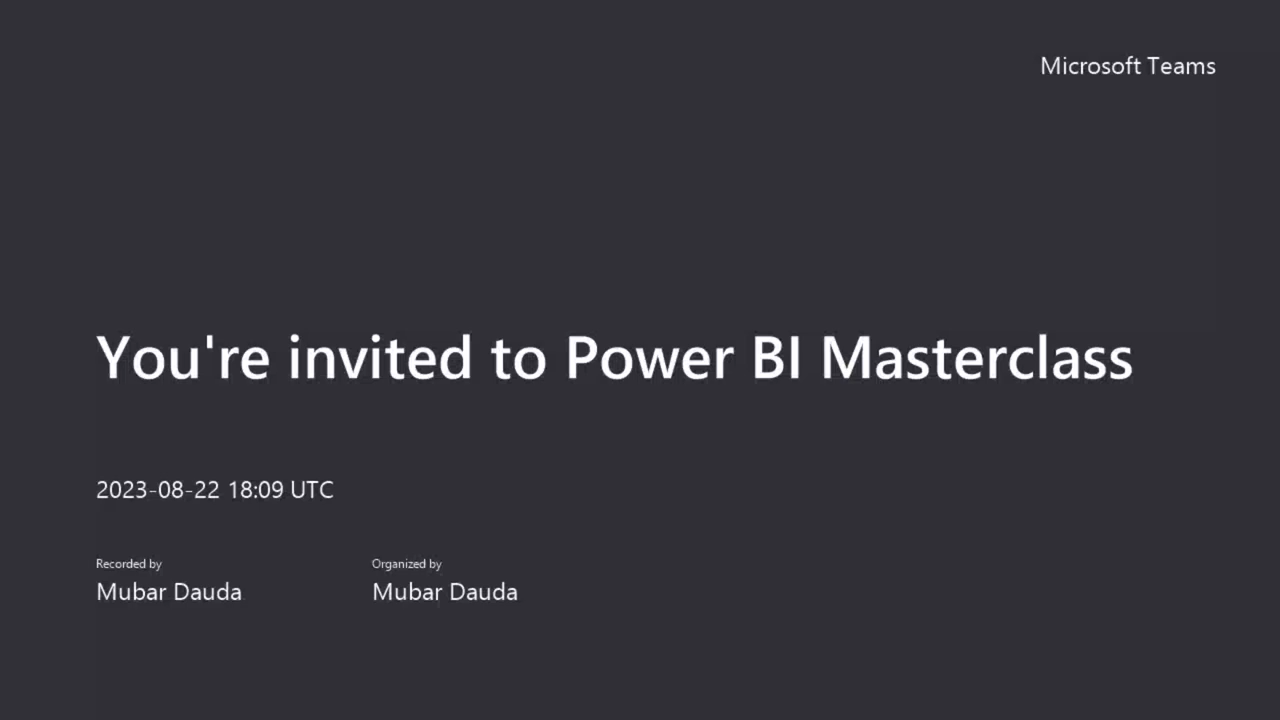 Microsoft Teams
You're invited to Power BI Masterclass
2023-08-22 18:09 UTC
Recorded by
Mubar Dauda
Organized by
Mubar Dauda